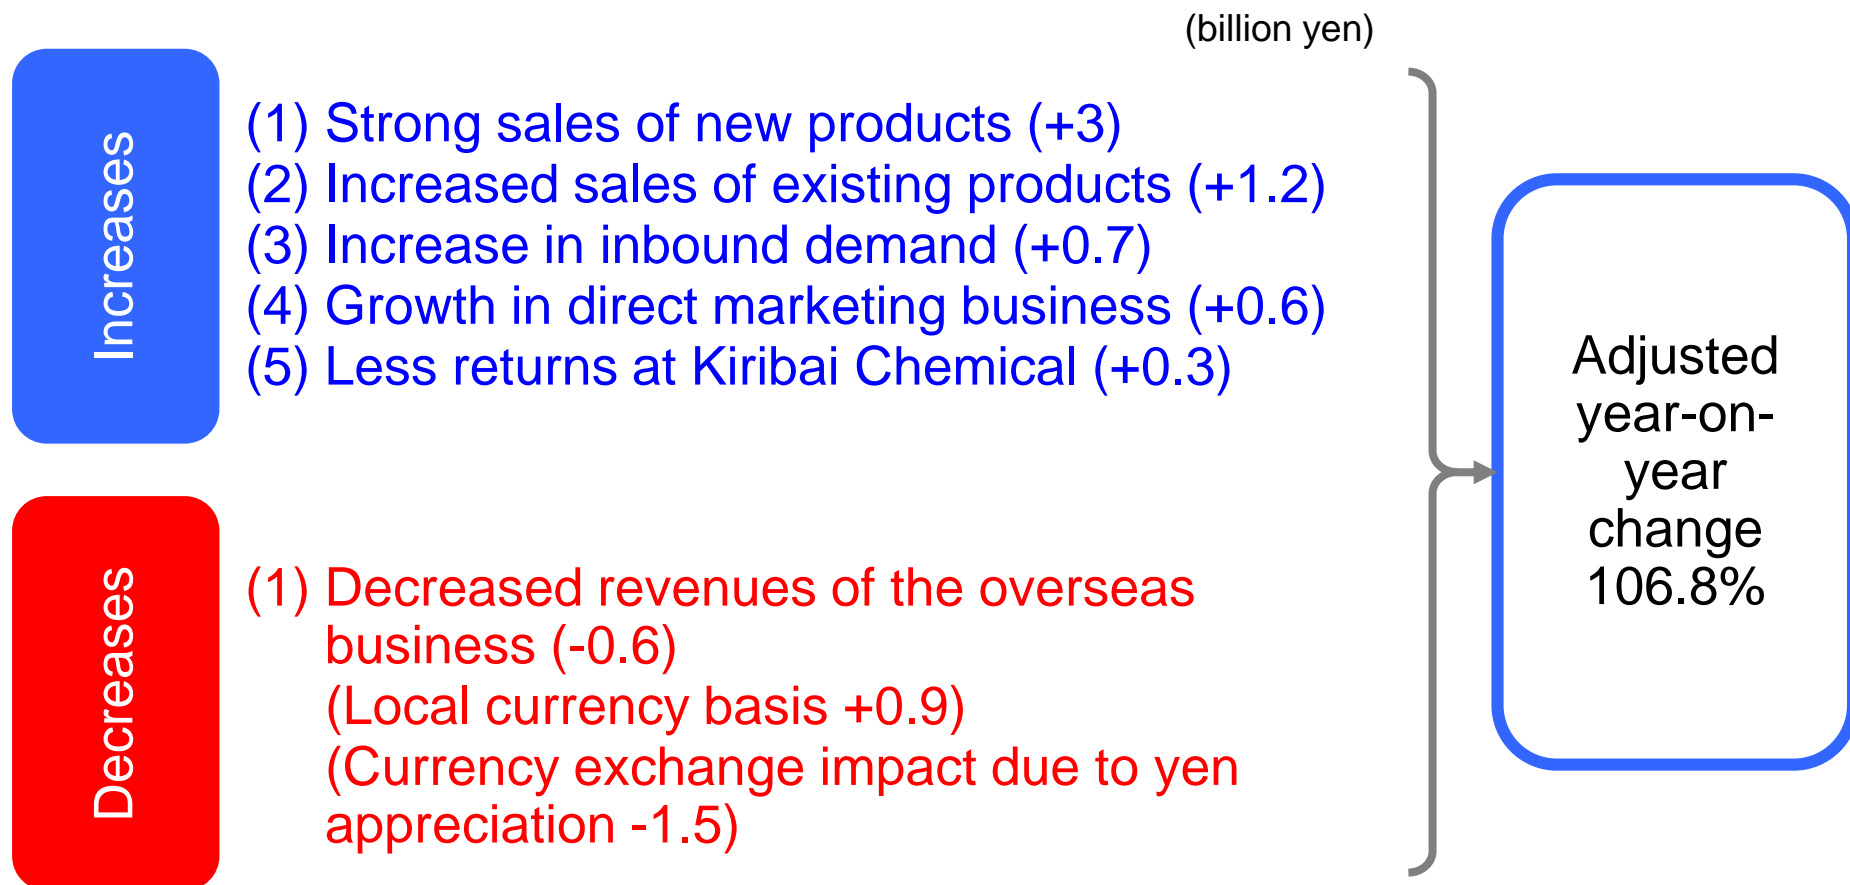 (billion yen)
Increases
(1) Strong sales of new products (+3)
(2) Increased sales of existing products (+1.2)
(3) Increase in inbound demand (+0.7)
(4) Growth in direct marketing business (+0.6)
(5) Less returns at Kiribai Chemical (+0.3)
Decreases
(1) Decreased revenues of the overseas
business (-0.6)
(Local currency basis +0.9)
(Currency exchange impact due to yen
appreciation -1.5)
Adjusted
year-on-
year
change
106.8%